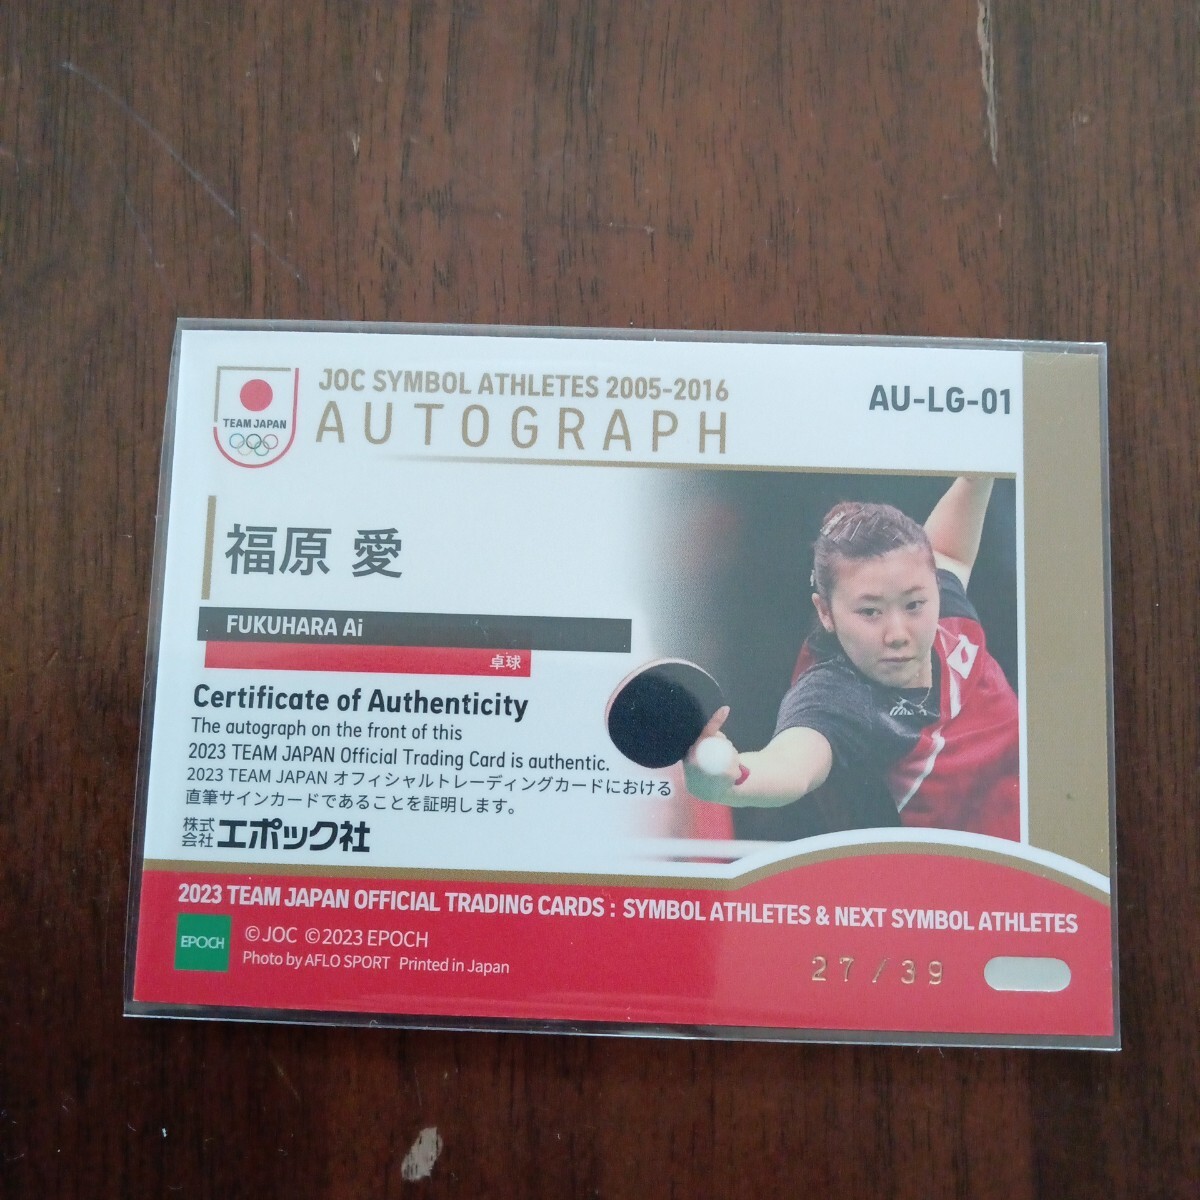 TEAM JAPAN
JOC SYMBOL ATHLETES 2005-2016
AUTOGRAPH
AU-LG-01
福原 愛
FUKUHARA Ai
卓球
Certificate of Authenticity
The autograph on the front of this
2023 TEAM JAPAN Official Trading Card is authentic.
2023 TEAM JAPAN オフィシャルトレーディングカードにおける
直筆サインカードであることを証明します。
株式会社 エポック社
2023 TEAM JAPAN OFFICIAL TRADING CARDS : SYMBOL ATHLETES & NEXT SYMBOL ATHLETES
EPOCH
©JOC ©2023 EPOCH
Photo by AFLO SPORT Printed in Japan
27/39